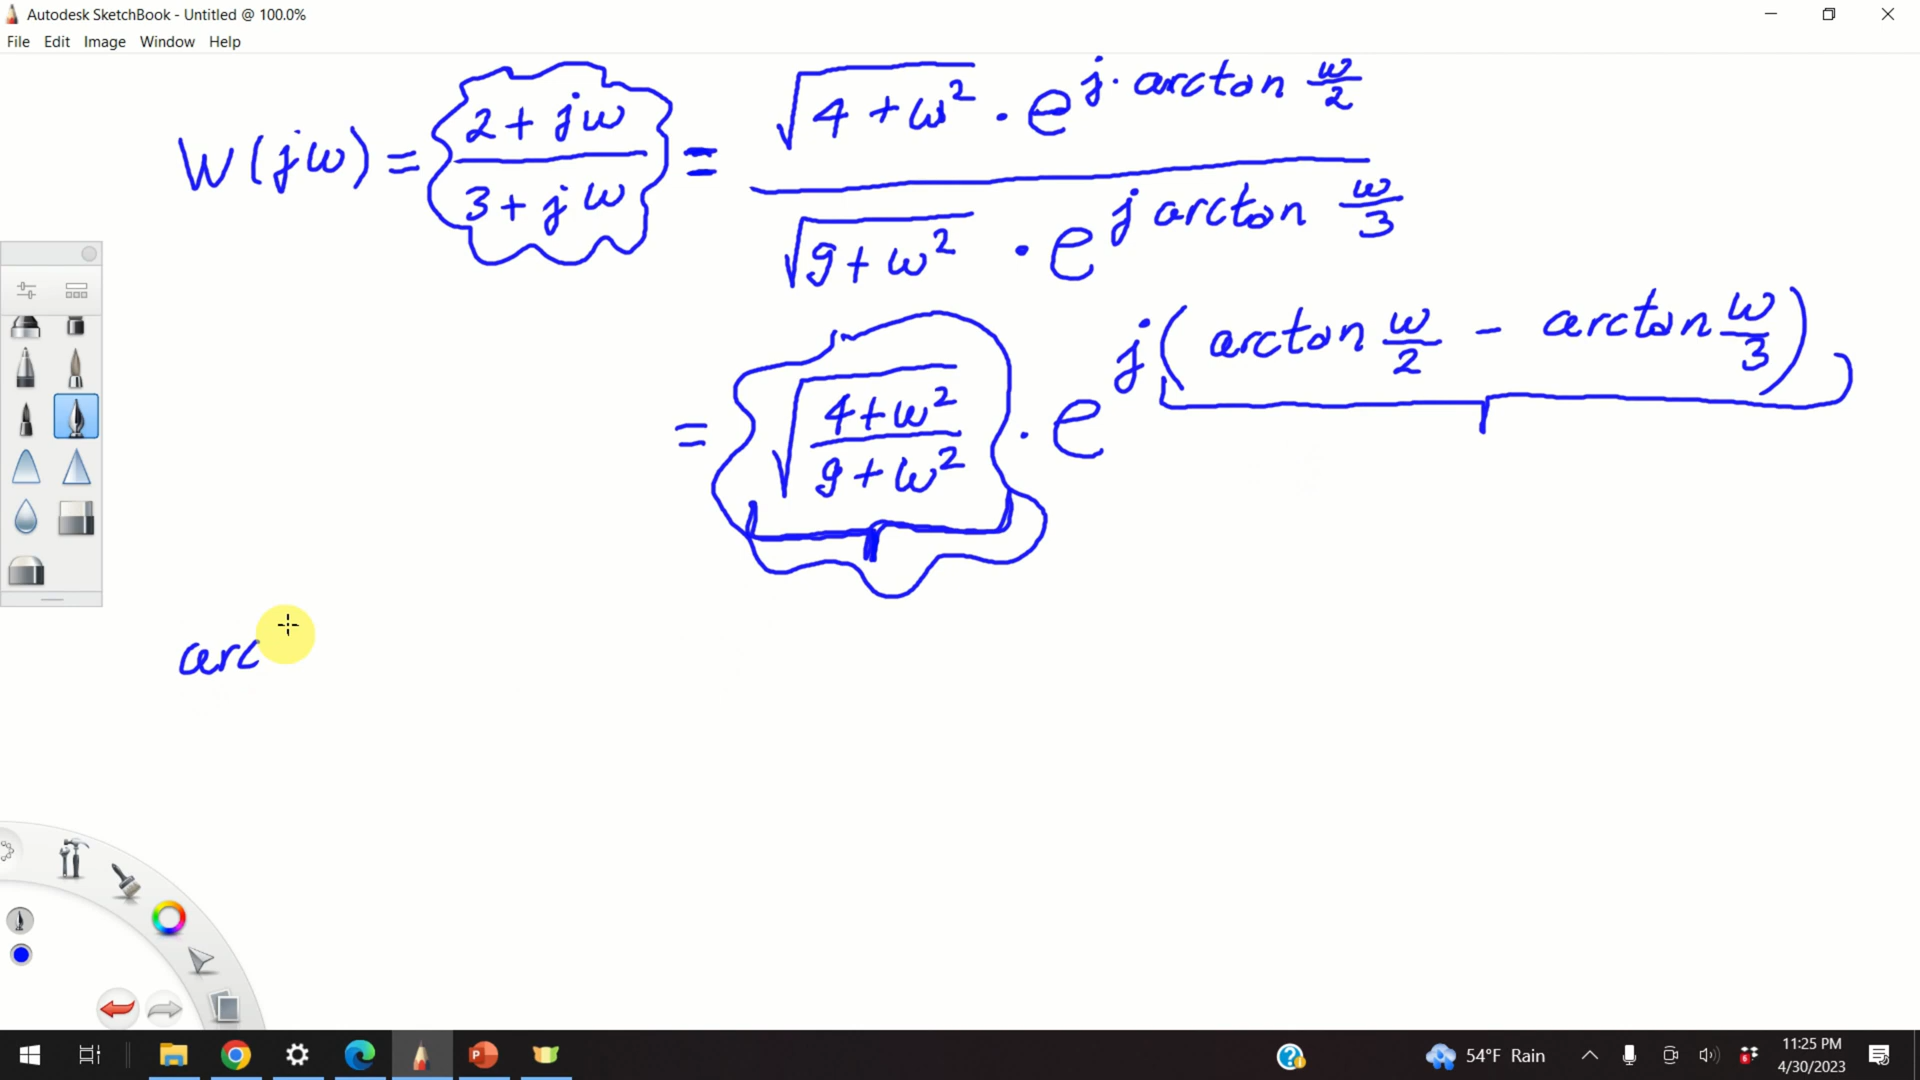 Autodesk SketchBook - Untitled @ 100.0%
File Edit Image Window Help
W(jω) = (2 + jω)/(3 + jω) = (√(4 + ω²) · e^(j · arctan ω/2))/(√(9 + ω²) · e^(j arctan ω/3))
= √((4 + ω²)/(9 + ω²)) · e^(j(arctan ω/2 - arctan ω/3))
arc
54°F Rain
6
11:25 PM
4/30/2023